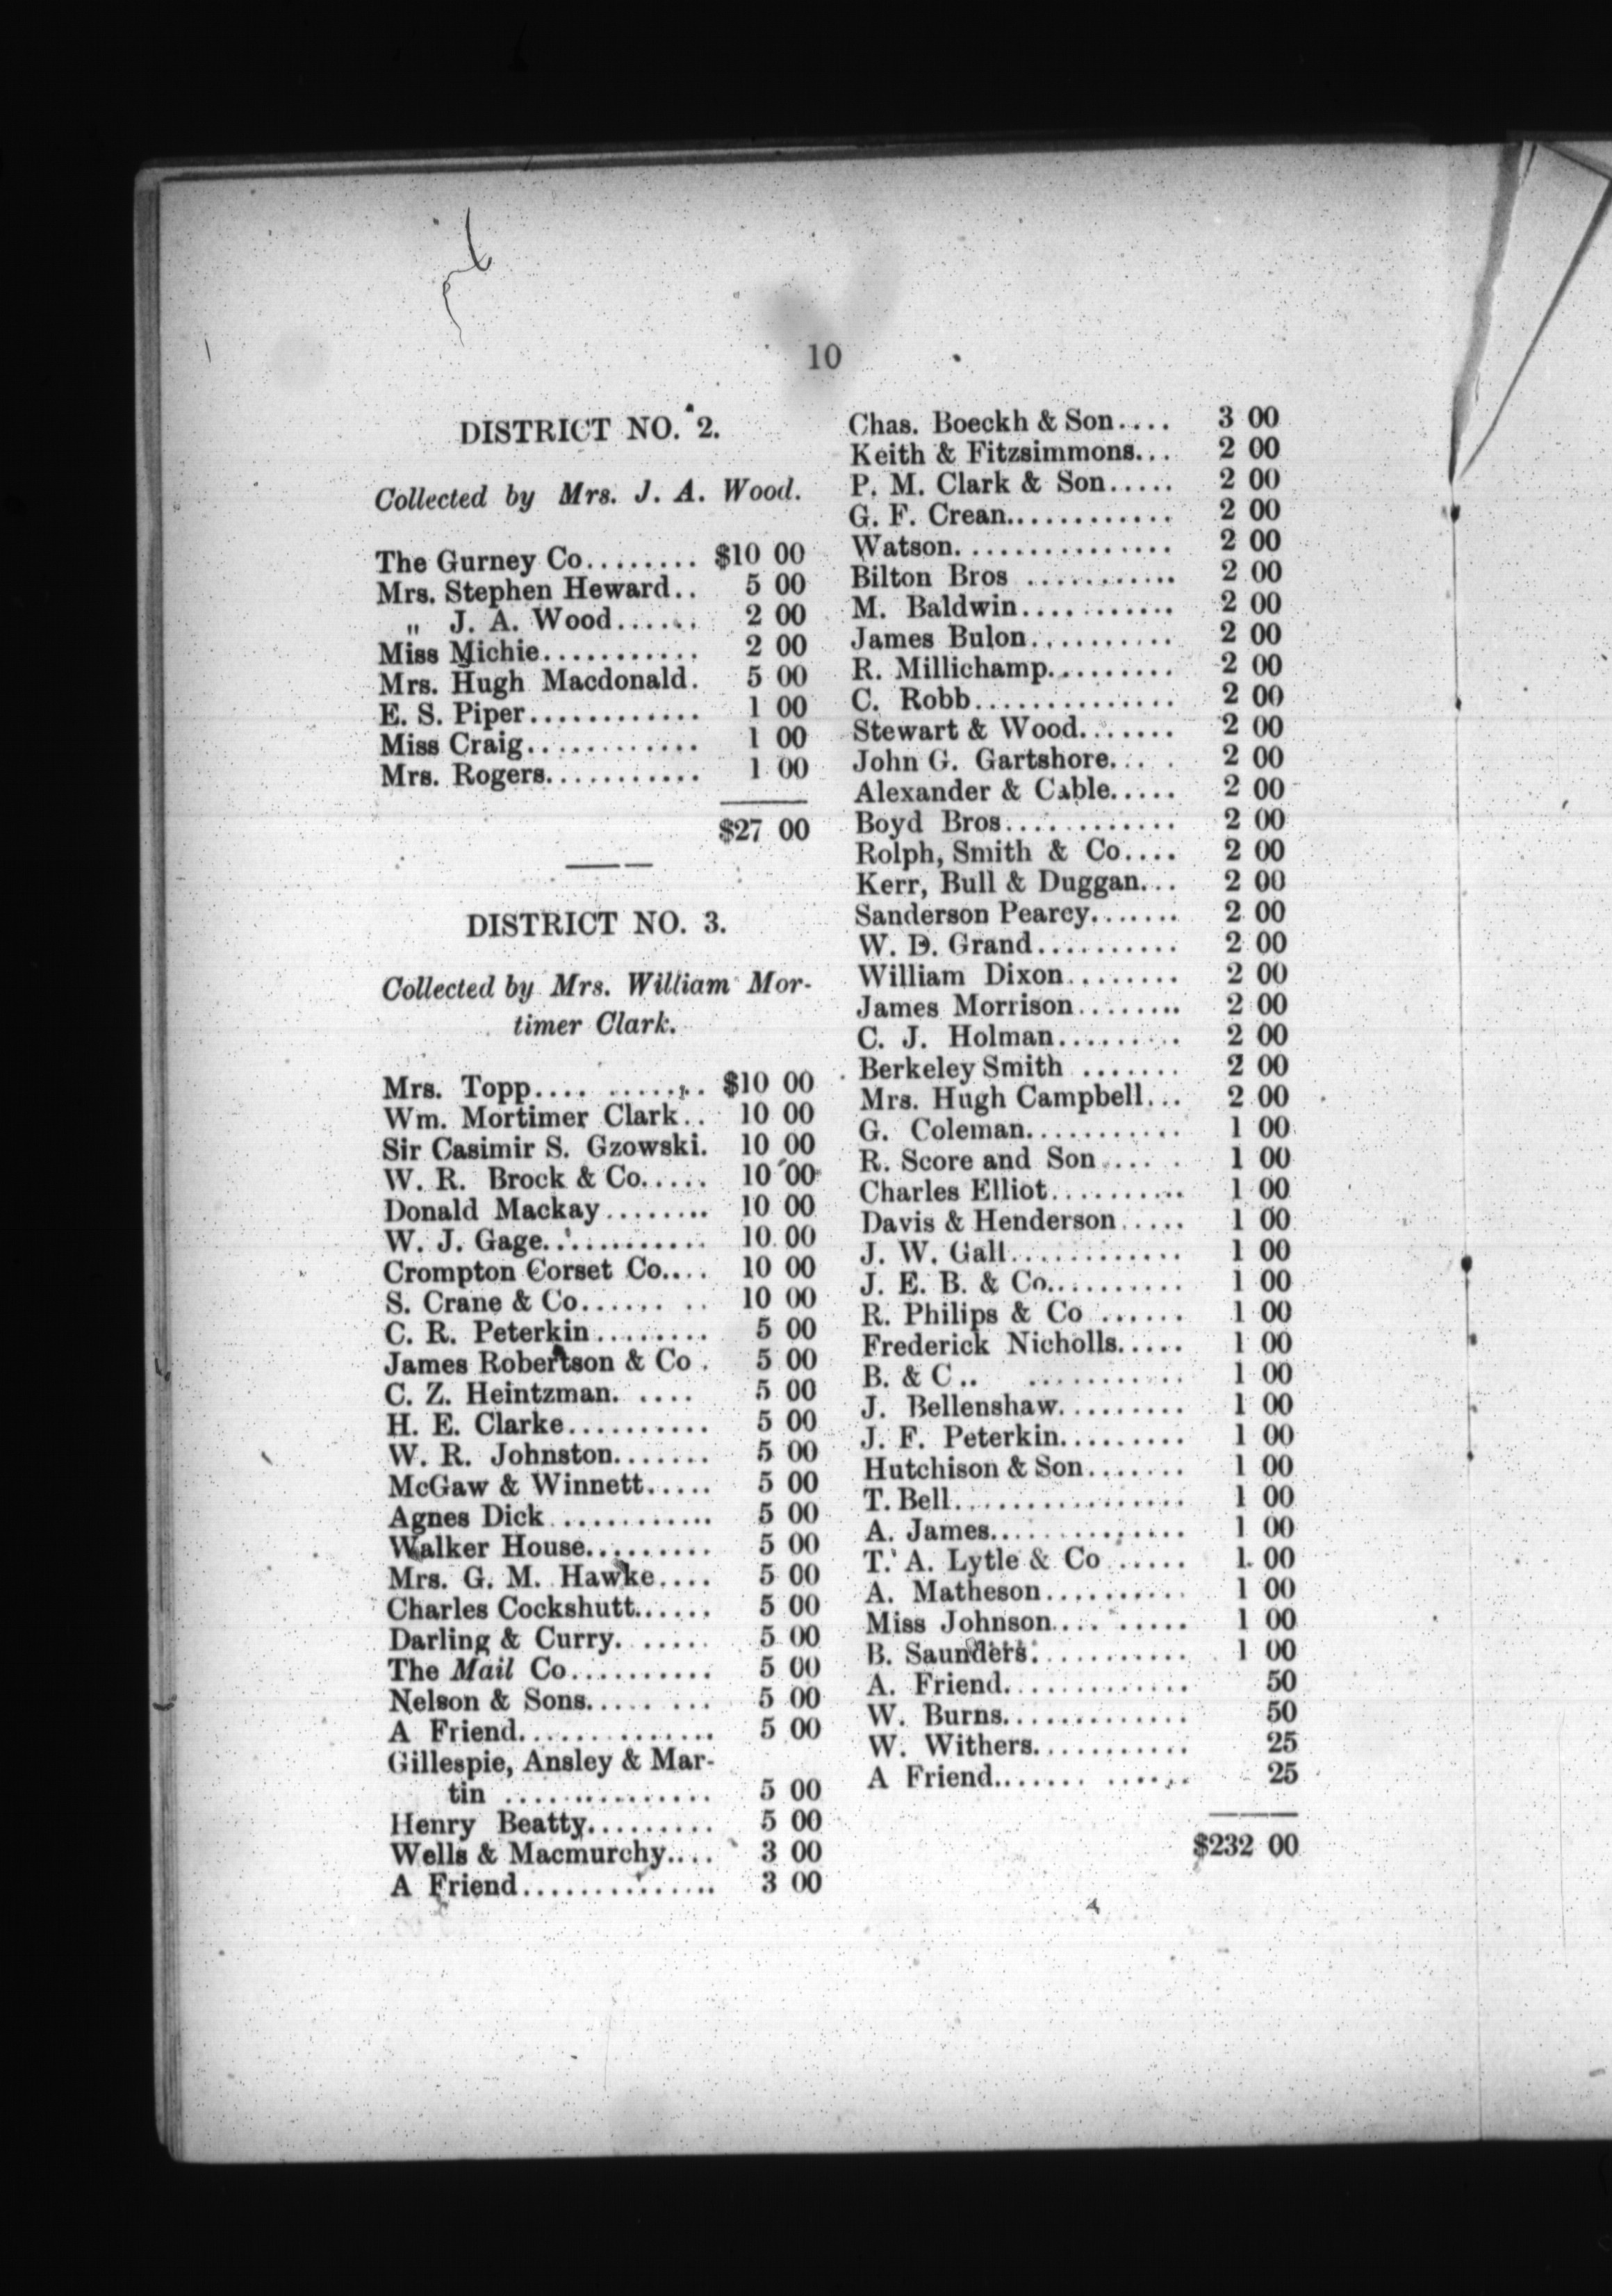 10
DISTRICT NO. 2.
Collected by Mrs. J. A. Wood.
The Gurney Co........ $10 00
Mrs. Stephen Heward.. 5 00
„ J. A. Wood...... 2 00
Miss Michie........... 2 00
Mrs. Hugh Macdonald. 5 00
E. S. Piper............ 1 00
Miss Craig............ 1 00
Mrs. Rogers........... 1 00
$27 00
DISTRICT NO. 3.
Collected by Mrs. William Mor-
timer Clark.
Mrs. Topp.... ....... $10 00
Wm. Mortimer Clark.. 10 00
Sir Casimir S. Gzowski. 10 00
W. R. Brock & Co..... 10 00
Donald Mackay........ 10 00
W. J. Gage............ 10 00
Crompton Corset Co.... 10 00
S. Crane & Co...... .. 10 00
C. R. Peterkin........ 5 00
James Robertson & Co . 5 00
C. Z. Heintzman. .... 5 00
H. E. Clarke.......... 5 00
W. R. Johnston....... 5 00
McGaw & Winnett..... 5 00
Agnes Dick............ 5 00
Walker House......... 5 00
Mrs. G. M. Hawke.... 5 00
Charles Cockshutt...... 5 00
Darling & Curry. ..... 5 00
The Mail Co.......... 5 00
Nelson & Sons..... ... 5 00
A Friend.............. 5 00
Gillespie, Ansley & Mar-
tin .............. 5 00
Henry Beatty......... 5 00
Wells & Macmurchy.... 3 00
A Friend.............. 3 00
Chas. Boeckh & Son.... 3 00
Keith & Fitzsimmons... 2 00
P. M. Clark & Son..... 2 00
G. F. Crean............ 2 00
Watson............... 2 00
Bilton Bros ........... 2 00
M. Baldwin........... 2 00
James Bulon.......... 2 00
R. Millichamp......... 2 00
C. Robb.............. 2 00
Stewart & Wood....... 2 00
John G. Gartshore... . 2 00
Alexander & Cable..... 2 00
Boyd Bros............ 2 00
Rolph, Smith & Co.... 2 00
Kerr, Bull & Duggan... 2 00
Sanderson Pearcy....... 2 00
W. D. Grand.......... 2 00
William Dixon........ 2 00
James Morrison........ 2 00
C. J. Holman......... 2 00
Berkeley Smith ....... 2 00
Mrs. Hugh Campbell... 2 00
G. Coleman........... 1 00
R. Score and Son.... . 1 00
Charles Elliot.......... 1 00
Davis & Henderson..... 1 00
J. W. Gall............ 1 00
J. E. B. & Co.......... 1 00
R. Philips & Co ...... 1 00
Frederick Nicholls..... 1 00
B. & C .. ........... 1 00
J. Bellenshaw......... 1 00
J. F. Peterkin......... 1 00
Hutchison & Son....... 1 00
T. Bell................ 1 00
A. James.............. 1 00
T. A. Lytle & Co ..... 1 00
A. Matheson.......... 1 00
Miss Johnson.... ..... 1 00
B. Saunders........... 1 00
A. Friend............. 50
W. Burns............. 50
W. Withers........... 25
A Friend....... ...... 25
$232 00